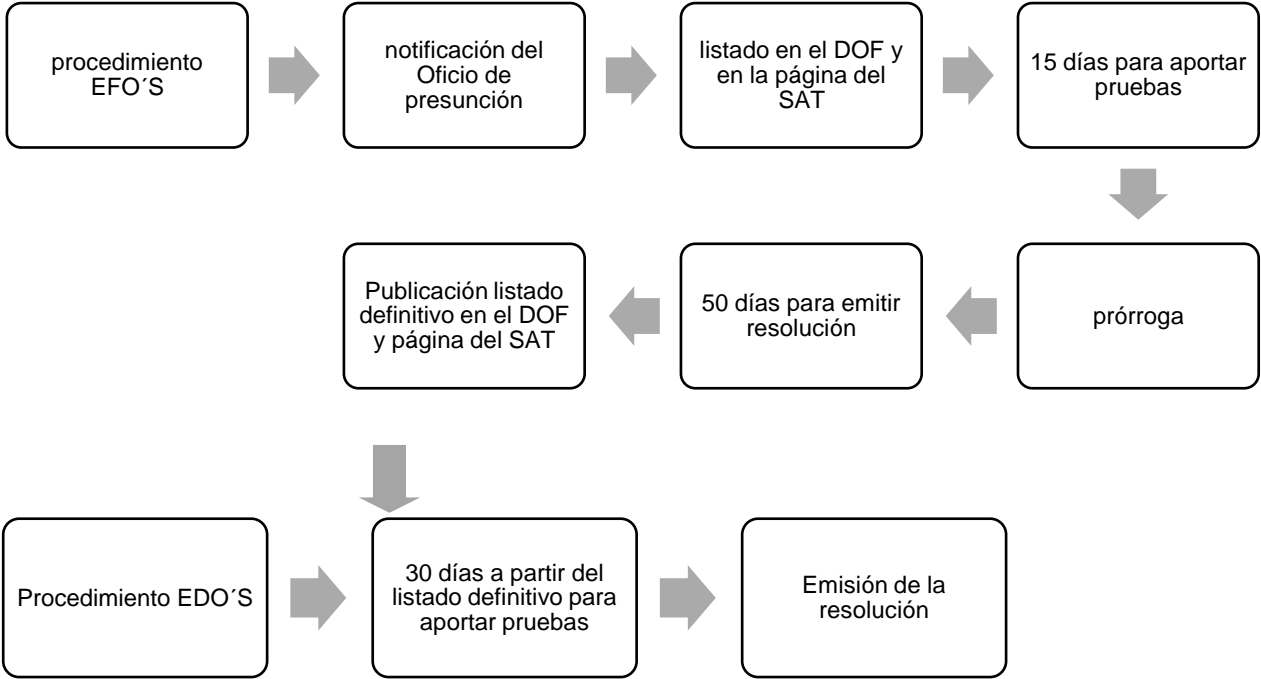 procedimiento
EFO´S
notificación del
Oficio de
presunción
listado en el DOF y
en la página del
SAT
15 días para aportar
pruebas
prórroga
50 días para emitir
resolución
Publicación listado
definitivo en el DOF
y página del SAT
Procedimiento EDO´S
30 días a partir del
listado definitivo para
aportar pruebas
Emisión de la
resolución